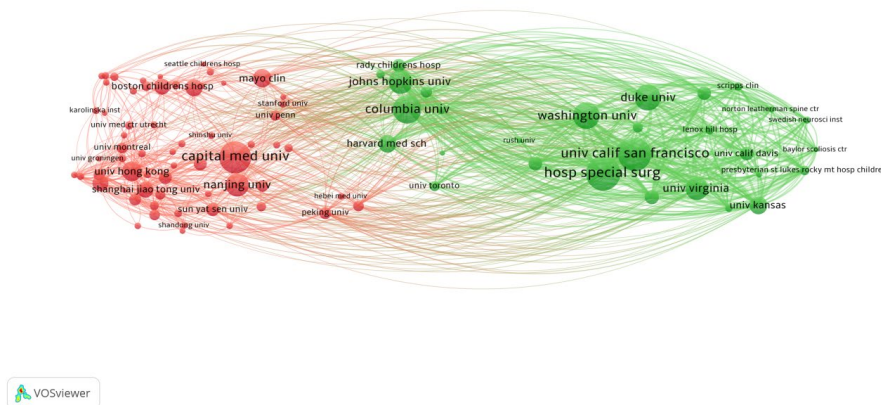 seattle childrens hosp
mayo clin
boston childrens hosp
stanford univ
univ penn
karolinska inst
univ med ctr utrecht
shinshu univ
univ montreal
univ groningen
capital med univ
univ hong kong
shanghai jiao tong univ
nanjing univ
sun yat sen univ
hebei med univ
peking univ
shandong univ
rady childrens hosp
johns hopkins univ
columbia univ
harvard med sch
univ toronto
scripps clin
duke univ
washington univ
norton leatherman spine ctr
swedish neurosci inst
lenox hill hosp
rush univ
univ calif san francisco
univ calif davis
baylor scoliosis ctr
hosp special surg
presbyterian st lukes rocky mt hosp childre
univ virginia
univ kansas
VOSviewer